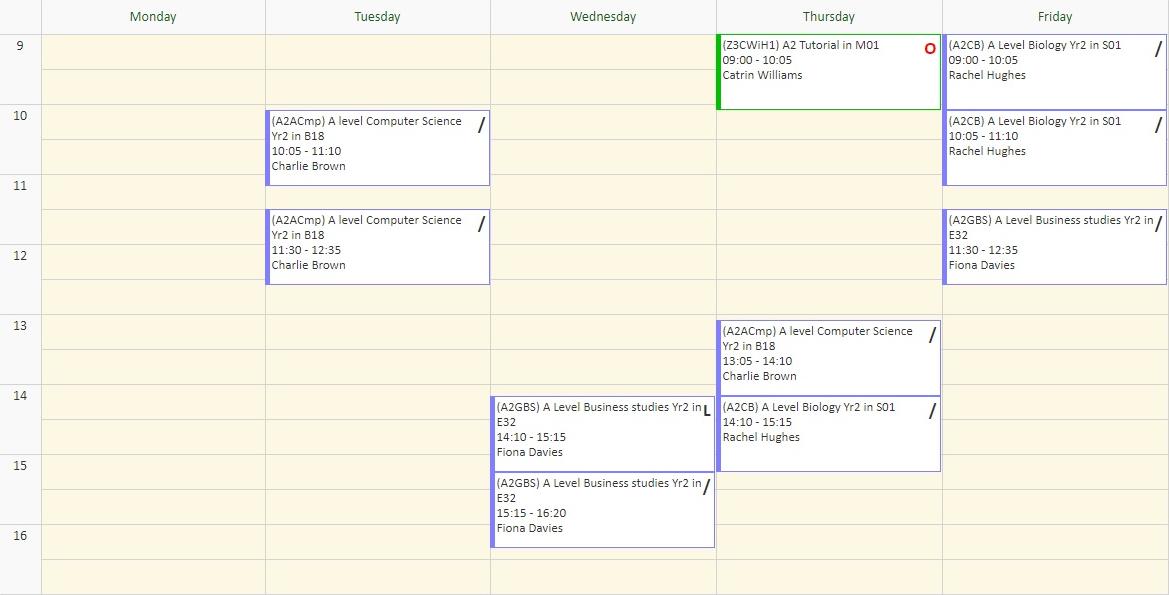 Monday Tuesday Wednesday Thursday Friday
9
10
11
12
13
14
15
16
(A2ACmp) A level Computer Science /
Yr2 in B18
10:05 - 11:10
Charlie Brown
(A2ACmp) A level Computer Science /
Yr2 in B18
11:30 - 12:35
Charlie Brown
(A2GBS) A Level Business studies Yr2 in L
E32
14:10 - 15:15
Fiona Davies
(A2GBS) A Level Business studies Yr2 in /
E32
15:15 - 16:20
Fiona Davies
(Z3CWiH1) A2 Tutorial in M01 O
09:00 - 10:05
Catrin Williams
(A2ACmp) A level Computer Science /
Yr2 in B18
13:05 - 14:10
Charlie Brown
(A2CB) A Level Biology Yr2 in S01 /
14:10 - 15:15
Rachel Hughes
(A2CB) A Level Biology Yr2 in S01 /
09:00 - 10:05
Rachel Hughes
(A2CB) A Level Biology Yr2 in S01 /
10:05 - 11:10
Rachel Hughes
(A2GBS) A Level Business studies Yr2 in /
E32
11:30 - 12:35
Fiona Davies